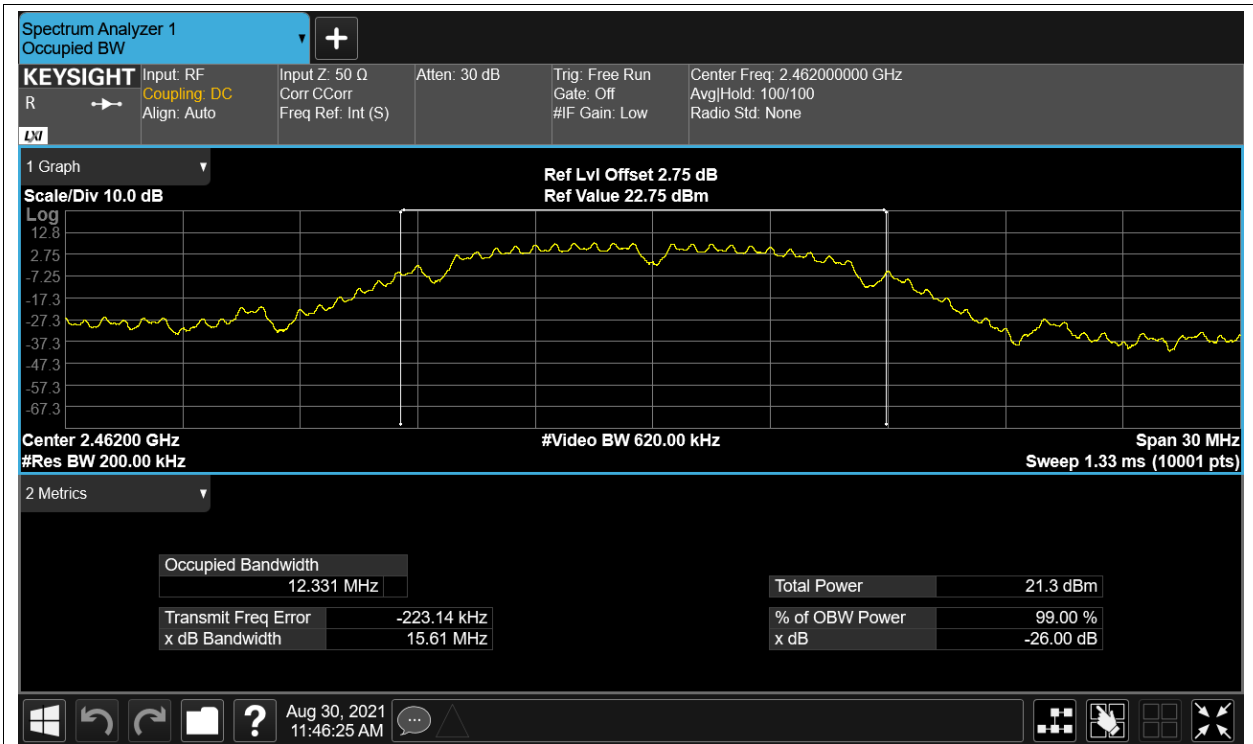 Spectrum Analyzer 1
Occupied BW
KEYSIGHT
R
LXI
Input: RF
Coupling: DC
Align: Auto
Input Z: 50 Ω
Corr CCorr
Freq Ref: Int (S)
Atten: 30 dB
Trig: Free Run
Gate: Off
#IF Gain: Low
Center Freq: 2.462000000 GHz
Avg|Hold: 100/100
Radio Std: None
1 Graph
Scale/Div 10.0 dB
Ref Lvl Offset 2.75 dB
Ref Value 22.75 dBm
Log
12.8
2.75
-7.25
-17.3
-27.3
-37.3
-47.3
-57.3
-67.3
Center 2.46200 GHz
#Res BW 200.00 kHz
#Video BW 620.00 kHz
Span 30 MHz
Sweep 1.33 ms (10001 pts)
2 Metrics
Occupied Bandwidth
12.331 MHz
Total Power 21.3 dBm
Transmit Freq Error -223.14 kHz
% of OBW Power 99.00 %
x dB Bandwidth 15.61 MHz
x dB -26.00 dB
?
Aug 30, 2021
11:46:25 AM